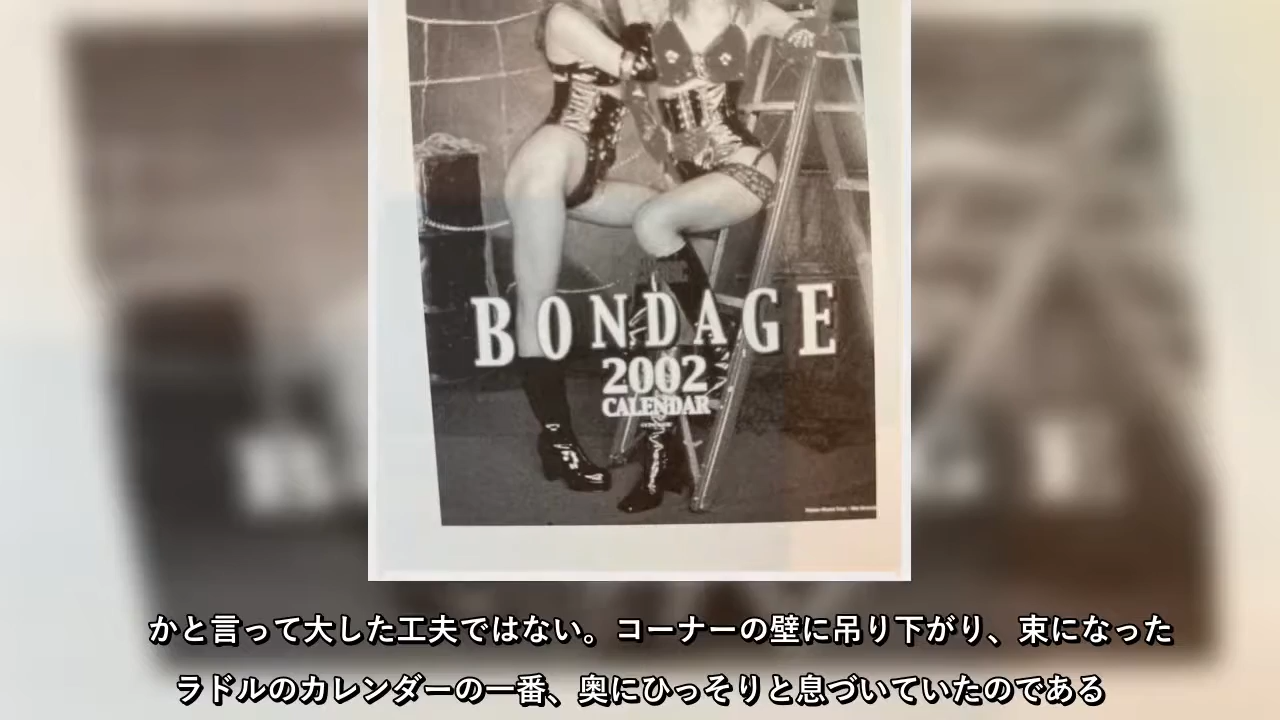 BONDAGE
2002
CALENDAR
かと言って大した工夫ではない。コーナーの壁に吊り下がり、束になった
ラドルのカレンダーの一番、奥にひっそりと息づいていたのである